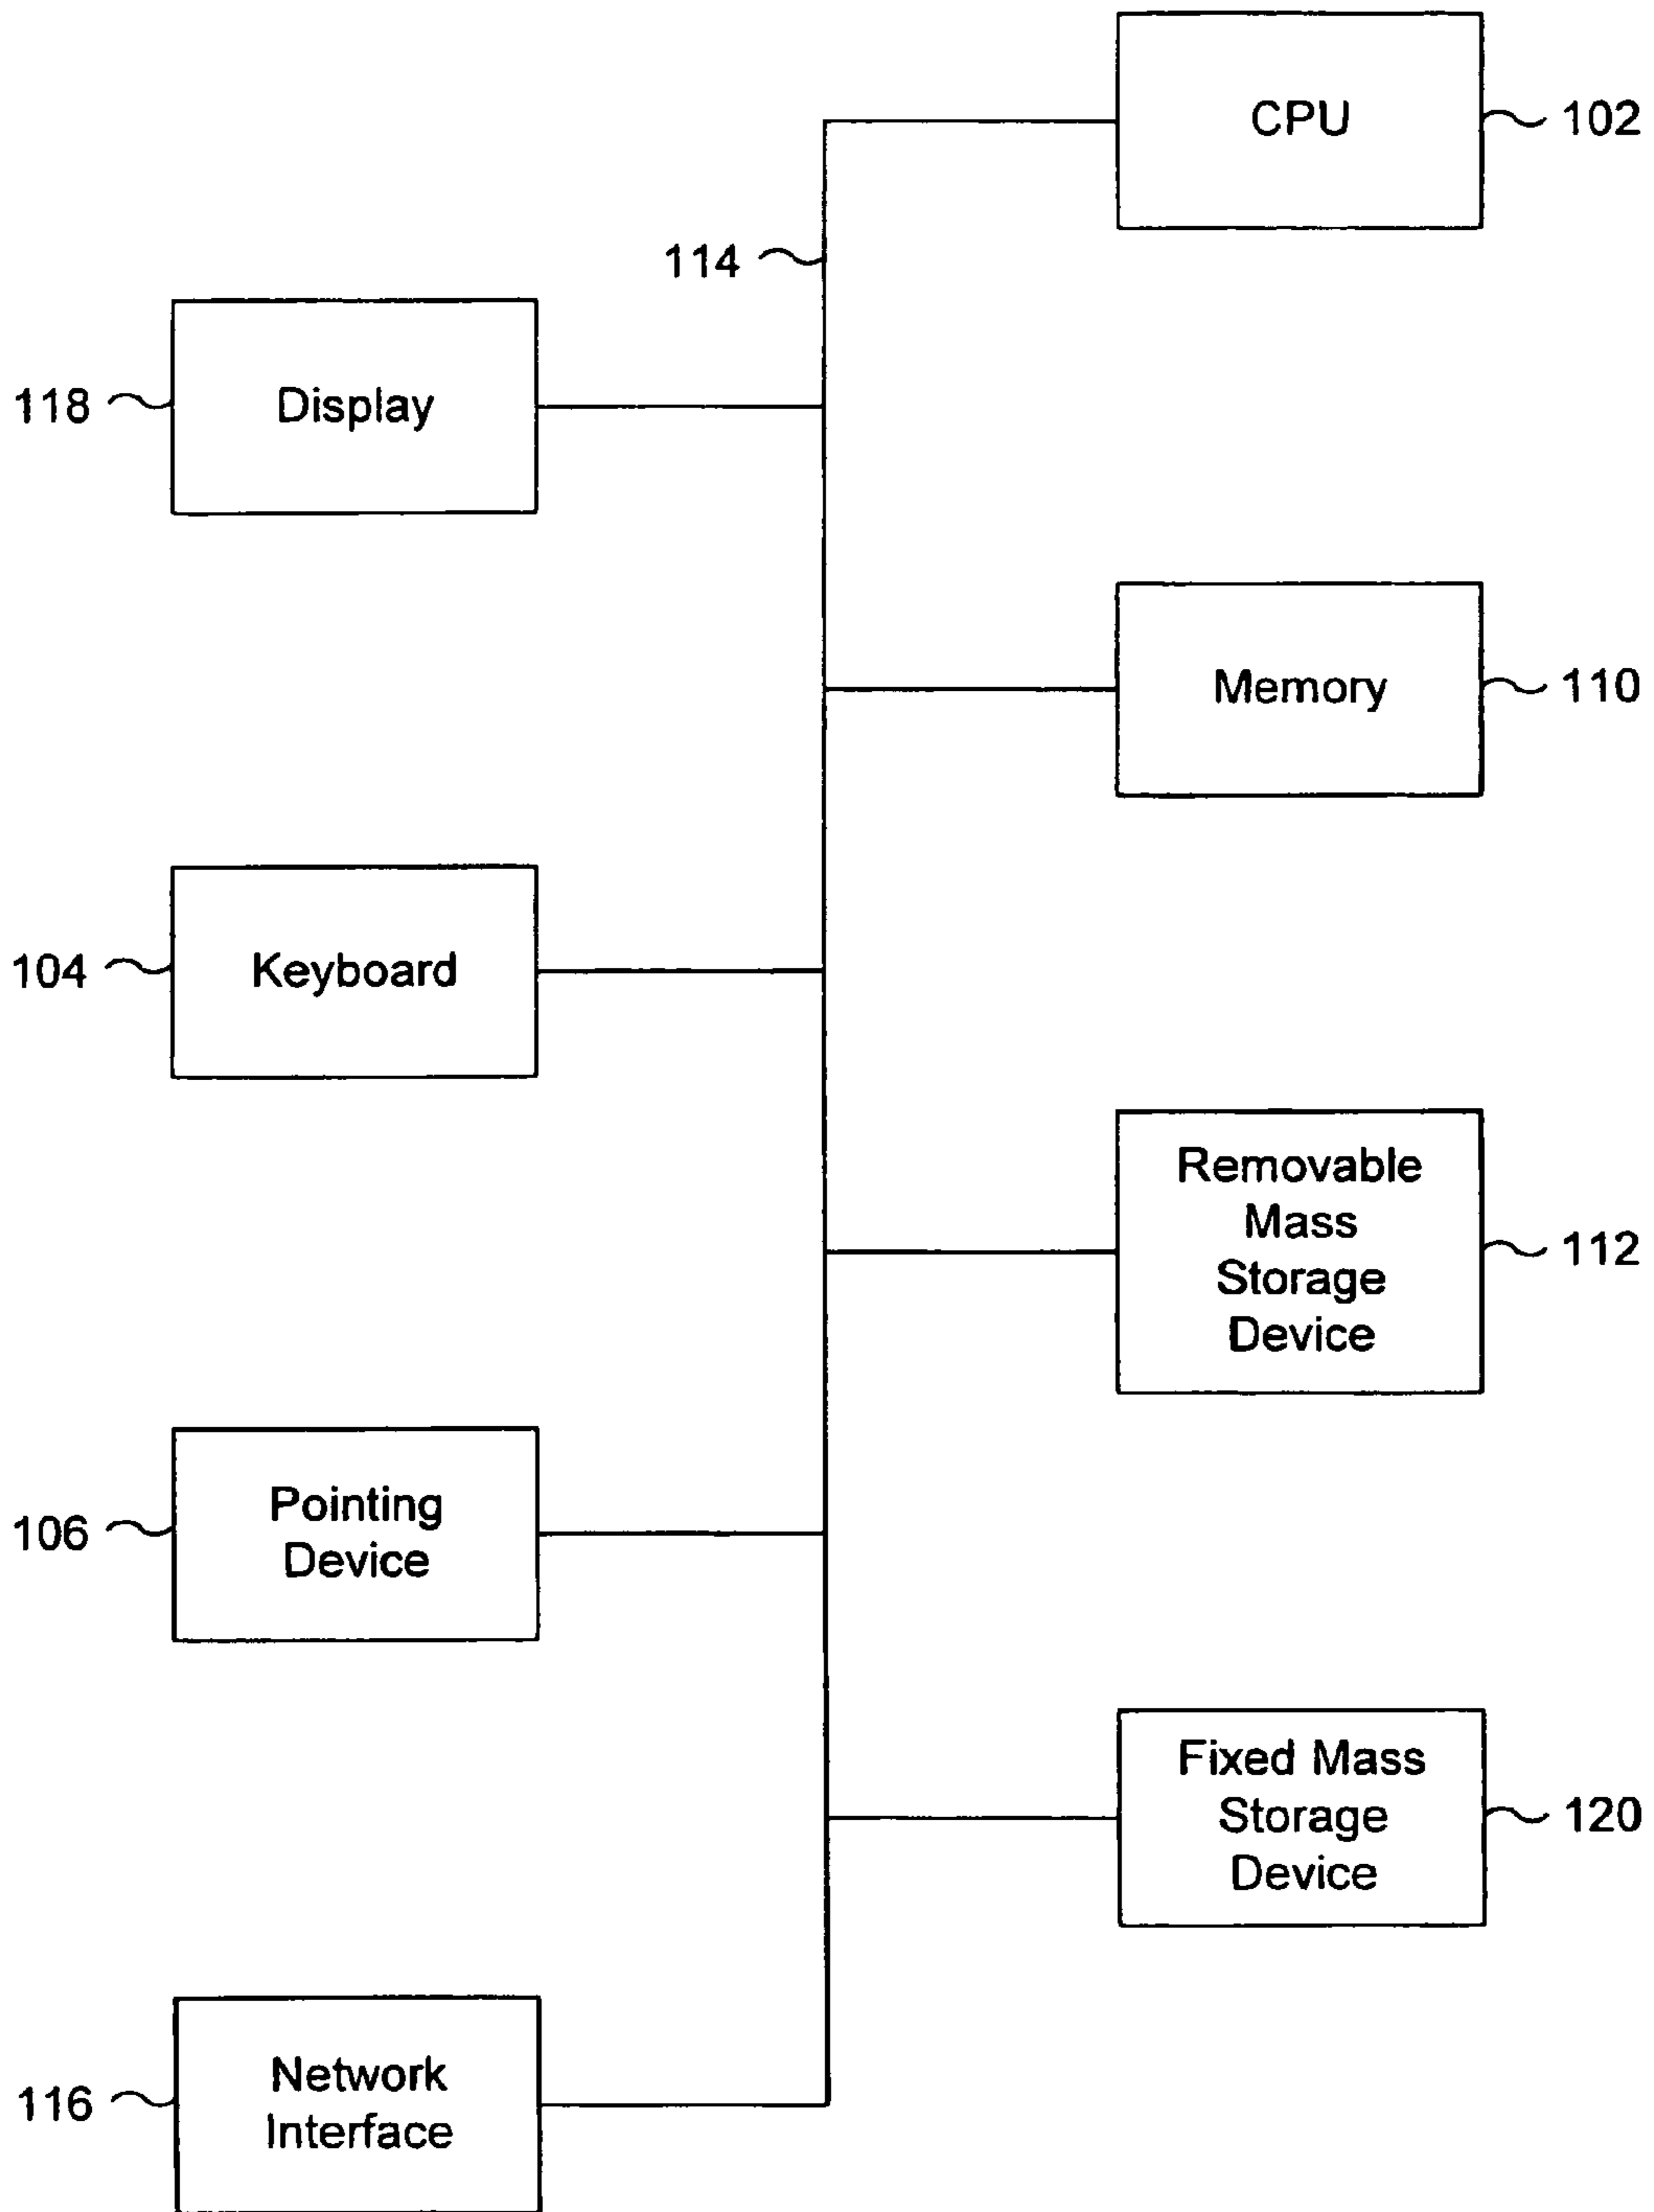 CPU
102
114
118
Display
Memory
110
104
Keyboard
Removable
Mass
Storage
Device
112
106
Pointing
Device
Fixed Mass
Storage
Device
120
116
Network
Interface